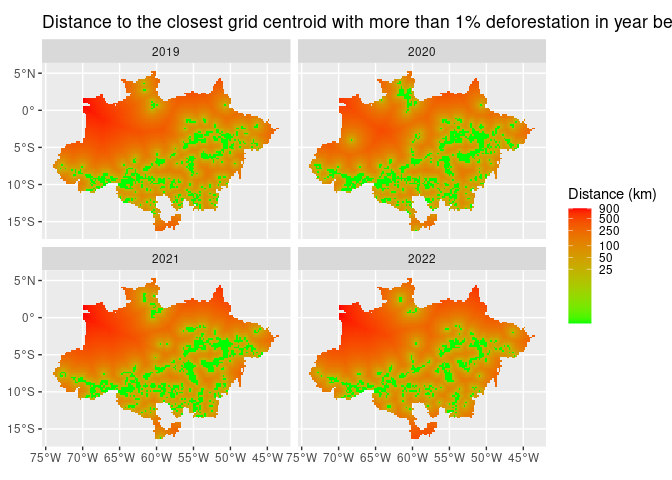 Distance to the closest grid centroid with more than 1% deforestation in year be
2019
2020
5°N
0°
5°S
10°S
15°S
2021
2022
5°N
0°
5°S
10°S
15°S
75°W 70°W 65°W 60°W 55°W 50°W 45°W 75°W 70°W 65°W 60°W 55°W 50°W 45°W
Distance (km)
900
500
250
100
50
25